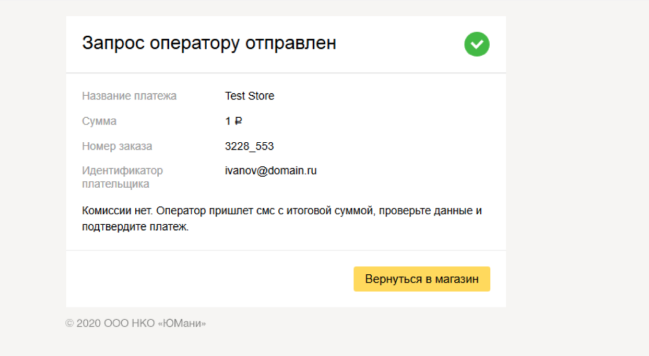 Запрос оператору отправлен
Название платежа Test Store
Сумма 1 ₽
Номер заказа 3228_553
Идентификатор плательщика ivanov@domain.ru
Комиссии нет. Оператор пришлет смс с итоговой суммой, проверьте данные и
подтвердите платеж.
Вернуться в магазин
© 2020 ООО НКО «ЮМани»